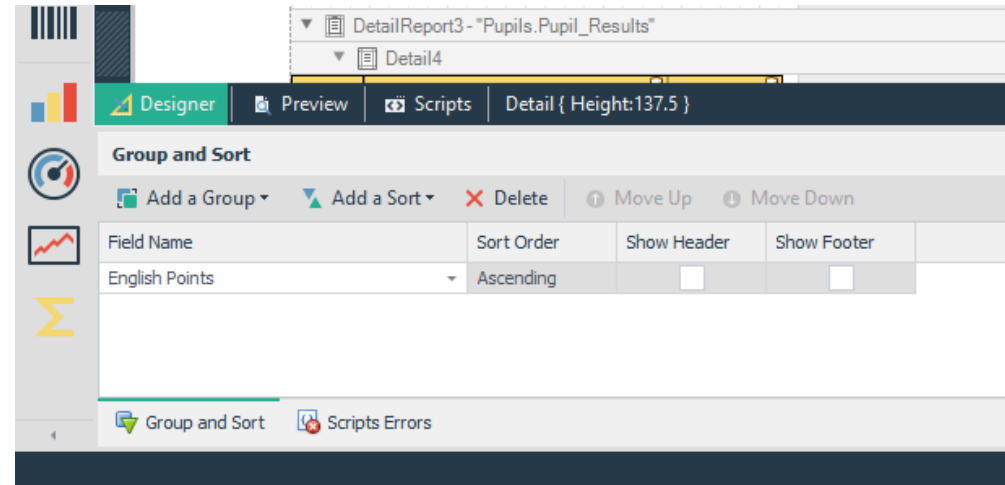 DetailReport3 - "Pupils.Pupil_Results"
Detail4
Designer Preview Scripts Detail { Height:137.5 }
Group and Sort
Add a Group Add a Sort Delete Move Up Move Down
Field Name Sort Order Show Header Show Footer
English Points Ascending
Group and Sort Scripts Errors